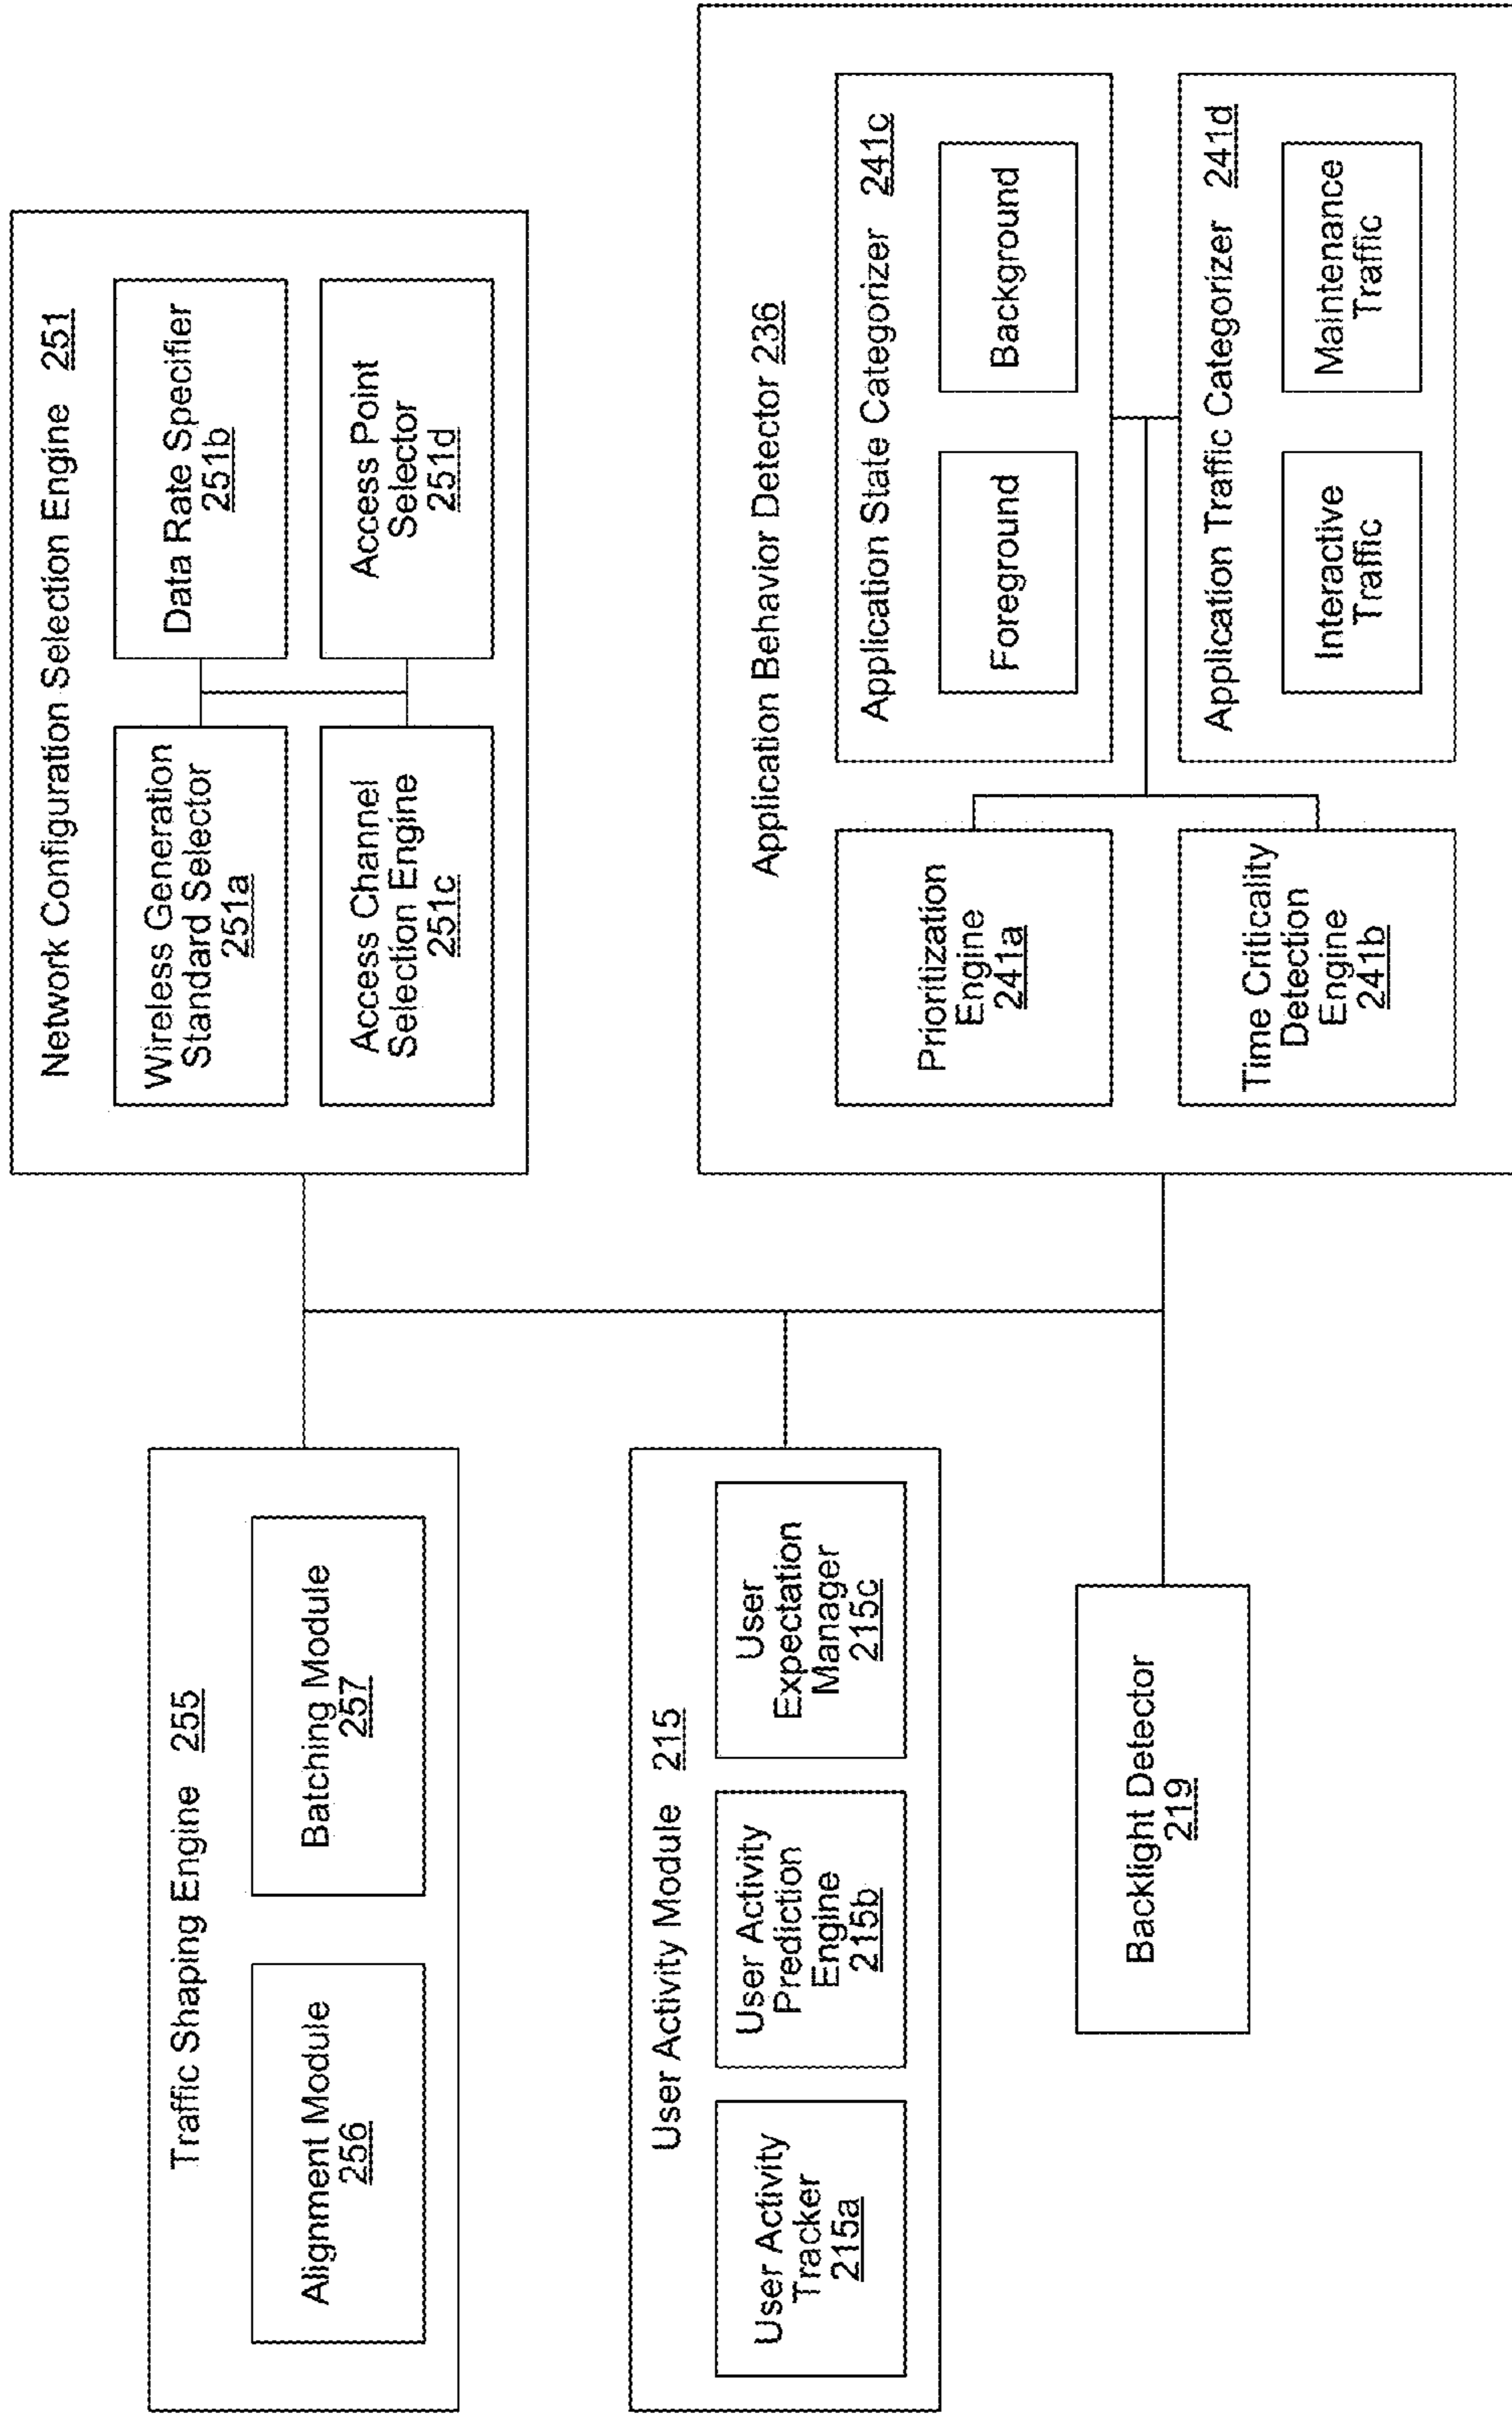 Traffic Shaping Engine 255
Alignment Module
256
Batching Module
257
User Activity Module 215
User Activity
Tracker
215a
User Activity
Prediction
Engine
215b
User
Expectation
Manager
215c
Backlight Detector
219
Network Configuration Selection Engine 251
Wireless Generation
Standard Selector
251a
Data Rate Specifier
251b
Access Channel
Selection Engine
251c
Access Point
Selector
251d
Application Behavior Detector 236
Prioritization
Engine
241a
Time Criticality
Detection
Engine
241b
Application State Categorizer 241c
Foreground
Background
Application Traffic Categorizer 241d
Interactive
Traffic
Maintenance
Traffic